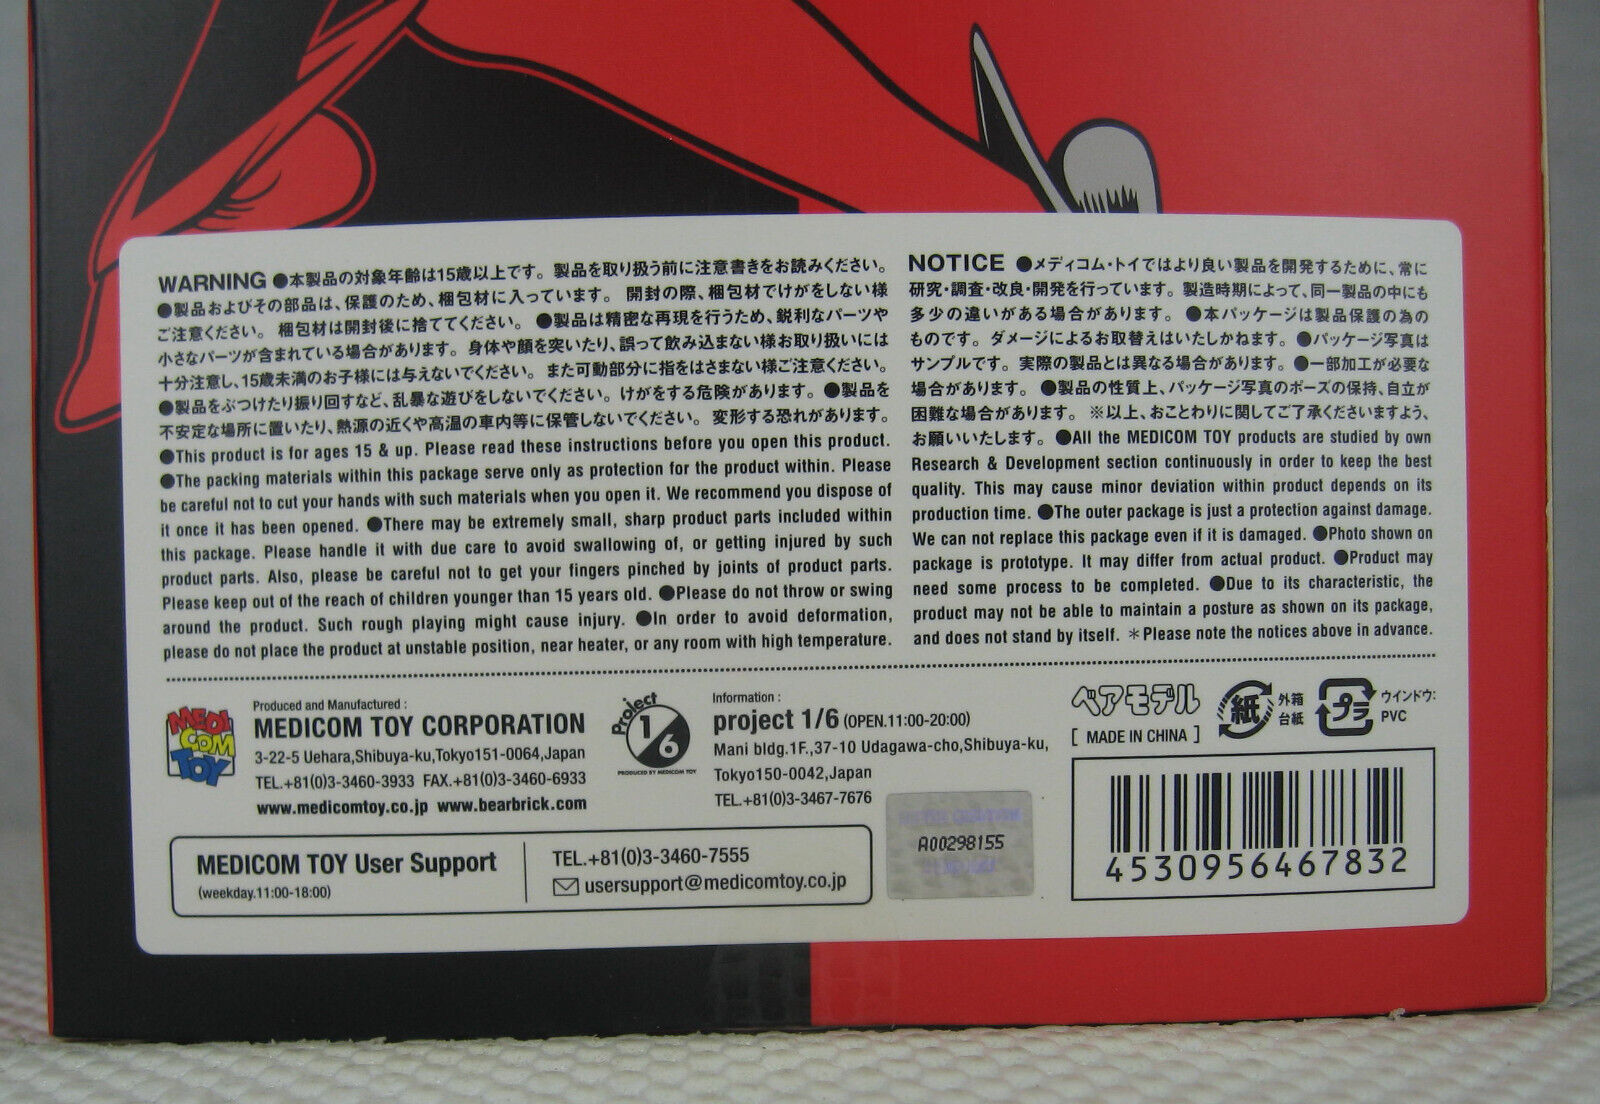 WARNING ●本製品の対象年齢は15歳以上です。製品を取り扱う前に注意書きをお読みください。
●製品およびその部品は、保護のため、梱包材に入っています。 開封の際、梱包材でけがをしない様
ご注意ください。 梱包材は開封後に捨ててください。 ●製品は精密な再現を行うため、鋭利なパーツや
小さなパーツが含まれている場合があります。 身体や顔を突いたり、誤って飲み込まない様お取り扱いには
十分注意し、15歳未満のお子様には与えないでください。 また可動部分に指をはさまない様ご注意ください。
●製品をぶつけたり振り回すなど、乱暴な遊びをしないでください。けがをする危険があります。 ●製品を
不安定な場所に置いたり、熱源の近くや高温の車内等に保管しないでください。 変形する恐れがあります。
●This product is for ages 15 & up. Please read these instructions before you open this product.
●The packing materials within this package serve only as protection for the product within. Please
be careful not to cut your hands with such materials when you open it. We recommend you dispose of
it once it has been opened. ●There may be extremely small, sharp product parts included within
this package. Please handle it with due care to avoid swallowing of, or getting injured by such
product parts. Also, please be careful not to get your fingers pinched by joints of product parts.
Please keep out of the reach of children younger than 15 years old. ●Please do not throw or swing
around the product. Such rough playing might cause injury. ●In order to avoid deformation,
please do not place the product at unstable position, near heater, or any room with high temperature.
NOTICE ●メディコム・トイではより良い製品を開発するために、常に
研究・調査・改良・開発を行っています。製造時期によって、同一製品の中にも
多少の違いがある場合があります。 ●本パッケージは製品保護の為の
ものです。ダメージによるお取替えはいたしかねます。 ●パッケージ写真は
サンプルです。 実際の製品とは異なる場合があります。 ●一部加工が必要な
場合があります。 ●製品の性質上、パッケージ写真のポーズの保持、自立が
困難な場合があります。 ※以上、おことわりに関してご了承くださいますよう、
お願いいたします。 ●All the MEDICOM TOY products are studied by own
Research & Development section continuously in order to keep the best
quality. This may cause minor deviation within product depends on its
production time. ●The outer package is just a protection against damage.
We can not replace this package even if it is damaged. ●Photo shown on
package is prototype. It may differ from actual product. ●Product may
need some process to be completed. ●Due to its characteristic, the
product may not be able to maintain a posture as shown on its package,
and does not stand by itself. ＊Please note the notices above in advance.
MEDI
COM
TOY
Produced and Manufactured :
MEDICOM TOY CORPORATION
3-22-5 Uehara,Shibuya-ku,Tokyo151-0064,Japan
TEL.+81(0)3-3460-3933 FAX.+81(0)3-3460-6933
www.medicomtoy.co.jp www.bearbrick.com
Project
1/6
PRODUCED BY MEDICOM TOY
Information :
project 1/6 (OPEN.11:00-20:00)
Mani bldg.1F.,37-10 Udagawa-cho,Shibuya-ku,
Tokyo150-0042,Japan
TEL.+81(0)3-3467-7676
ベアモデル
[ MADE IN CHINA ]
紙
外箱
台紙
プラ
ウインドウ:
PVC
MEDICOM TOY User Support
(weekday.11:00-18:00)
TEL.+81(0)3-3460-7555
usersupport@medicomtoy.co.jp
A00298155
4530956467832